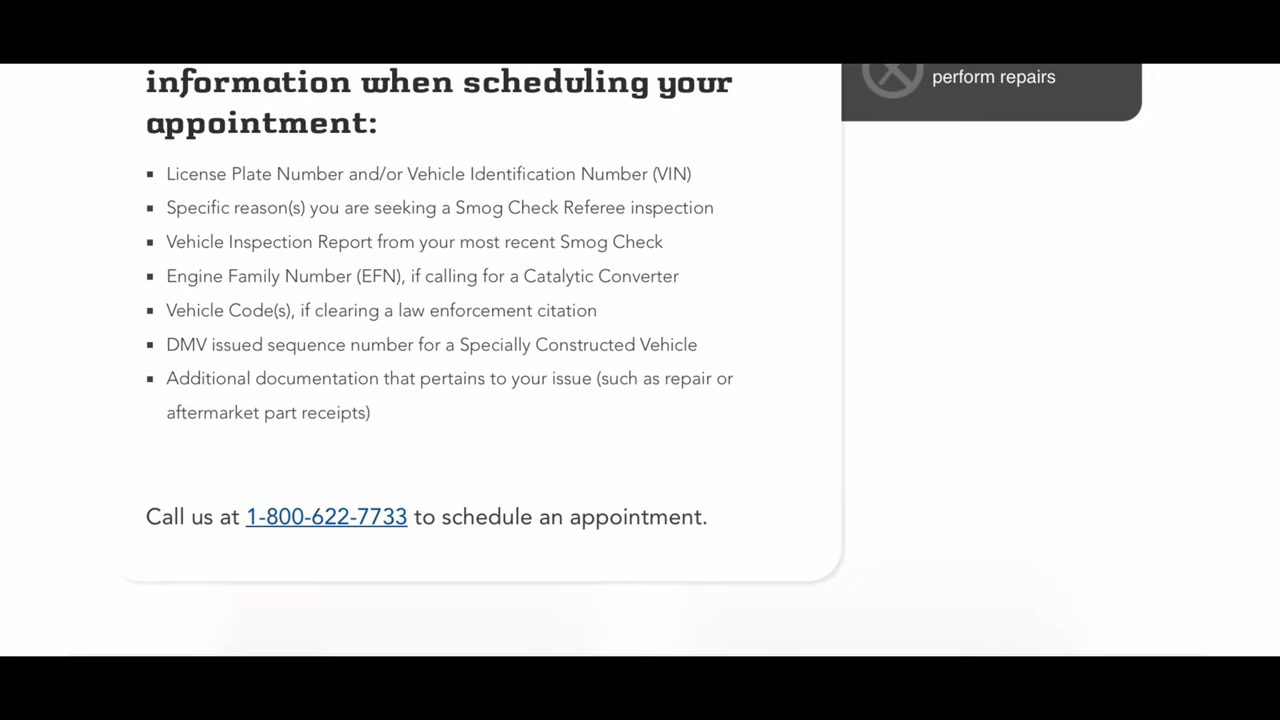 information when scheduling your
appointment:
▪ License Plate Number and/or Vehicle Identification Number (VIN)
▪ Specific reason(s) you are seeking a Smog Check Referee inspection
▪ Vehicle Inspection Report from your most recent Smog Check
▪ Engine Family Number (EFN), if calling for a Catalytic Converter
▪ Vehicle Code(s), if clearing a law enforcement citation
▪ DMV issued sequence number for a Specially Constructed Vehicle
▪ Additional documentation that pertains to your issue (such as repair or
aftermarket part receipts)
Call us at 1-800-622-7733 to schedule an appointment.
perform repairs